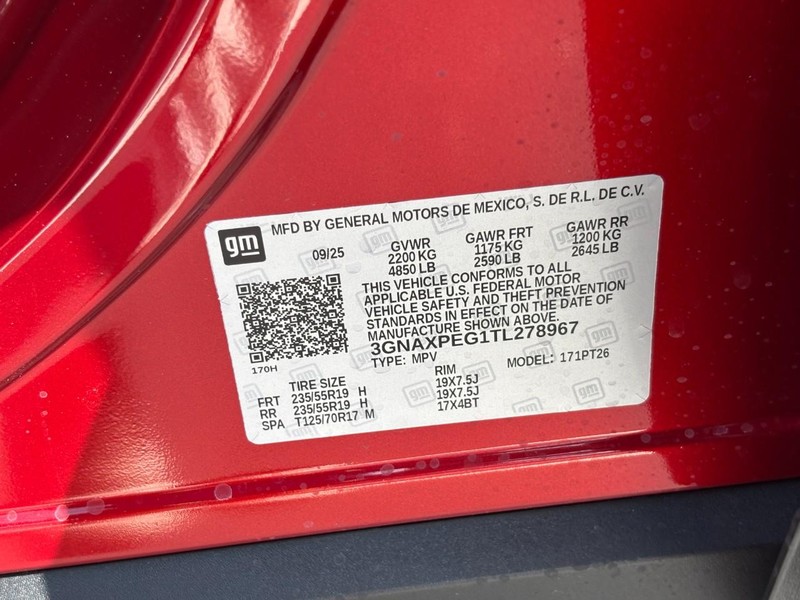 gm
MFD BY GENERAL MOTORS DE MEXICO, S. DE R.L. DE C.V.
09/25 GVWR GAWR FRT GAWR RR
2200 KG 1175 KG 1200 KG
4850 LB 2590 LB 2645 LB
THIS VEHICLE CONFORMS TO ALL
APPLICABLE U.S. FEDERAL MOTOR
VEHICLE SAFETY AND THEFT PREVENTION
STANDARDS IN EFFECT ON THE DATE OF
MANUFACTURE SHOWN ABOVE.
3GNAXPEG1TL278967
170H
TYPE: MPV MODEL: 171PT26
TIRE SIZE RIM
FRT 235/55R19 H 19X7.5J
RR 235/55R19 H 19X7.5J
SPA T125/70R17 M 17X4BT